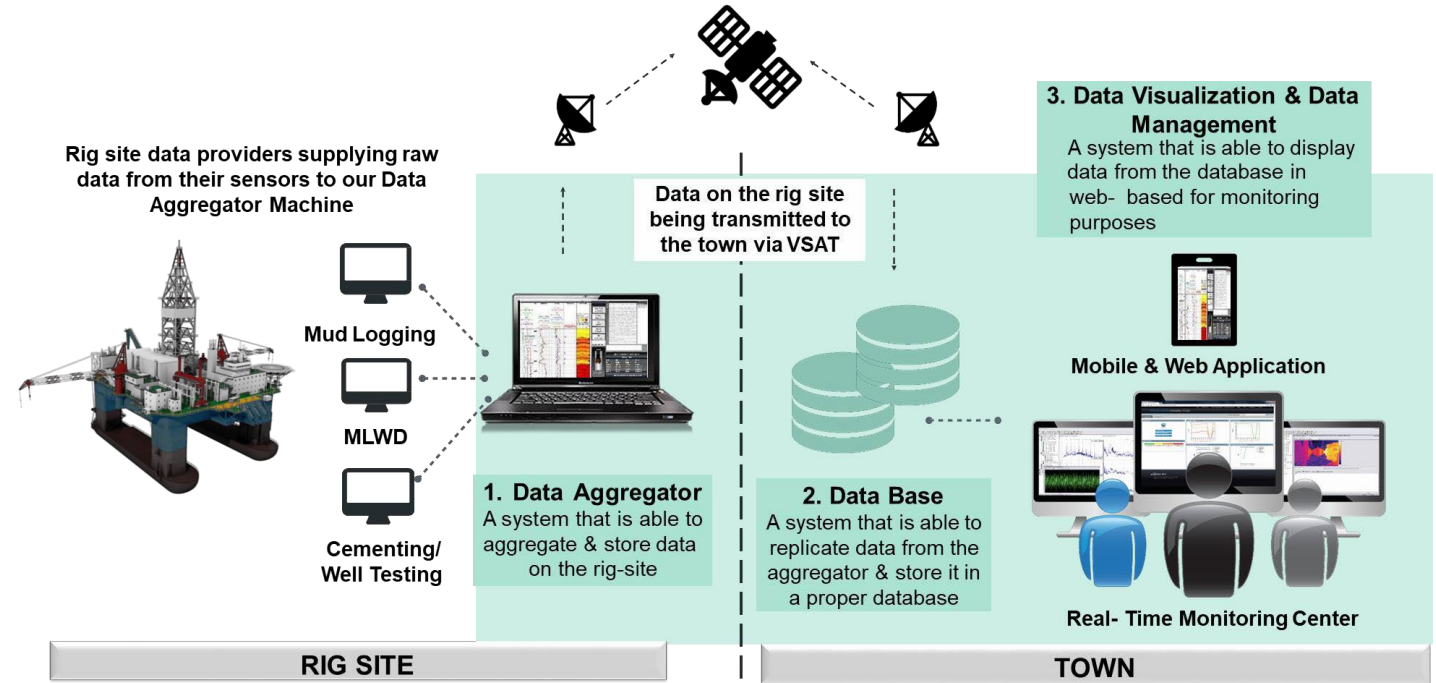 Rig site data providers supplying raw
data from their sensors to our Data
Aggregator Machine
Mud Logging
MLWD
Cementing/
Well Testing
1. Data Aggregator
A system that is able to
aggregate & store data
on the rig-site
Data on the rig site
being transmitted to
the town via VSAT
2. Data Base
A system that is able to
replicate data from the
aggregator & store it in
a proper database
3. Data Visualization & Data
Management
A system that is able to display
data from the database in
web- based for monitoring
purposes
Mobile & Web Application
Real- Time Monitoring Center
RIG SITE
TOWN